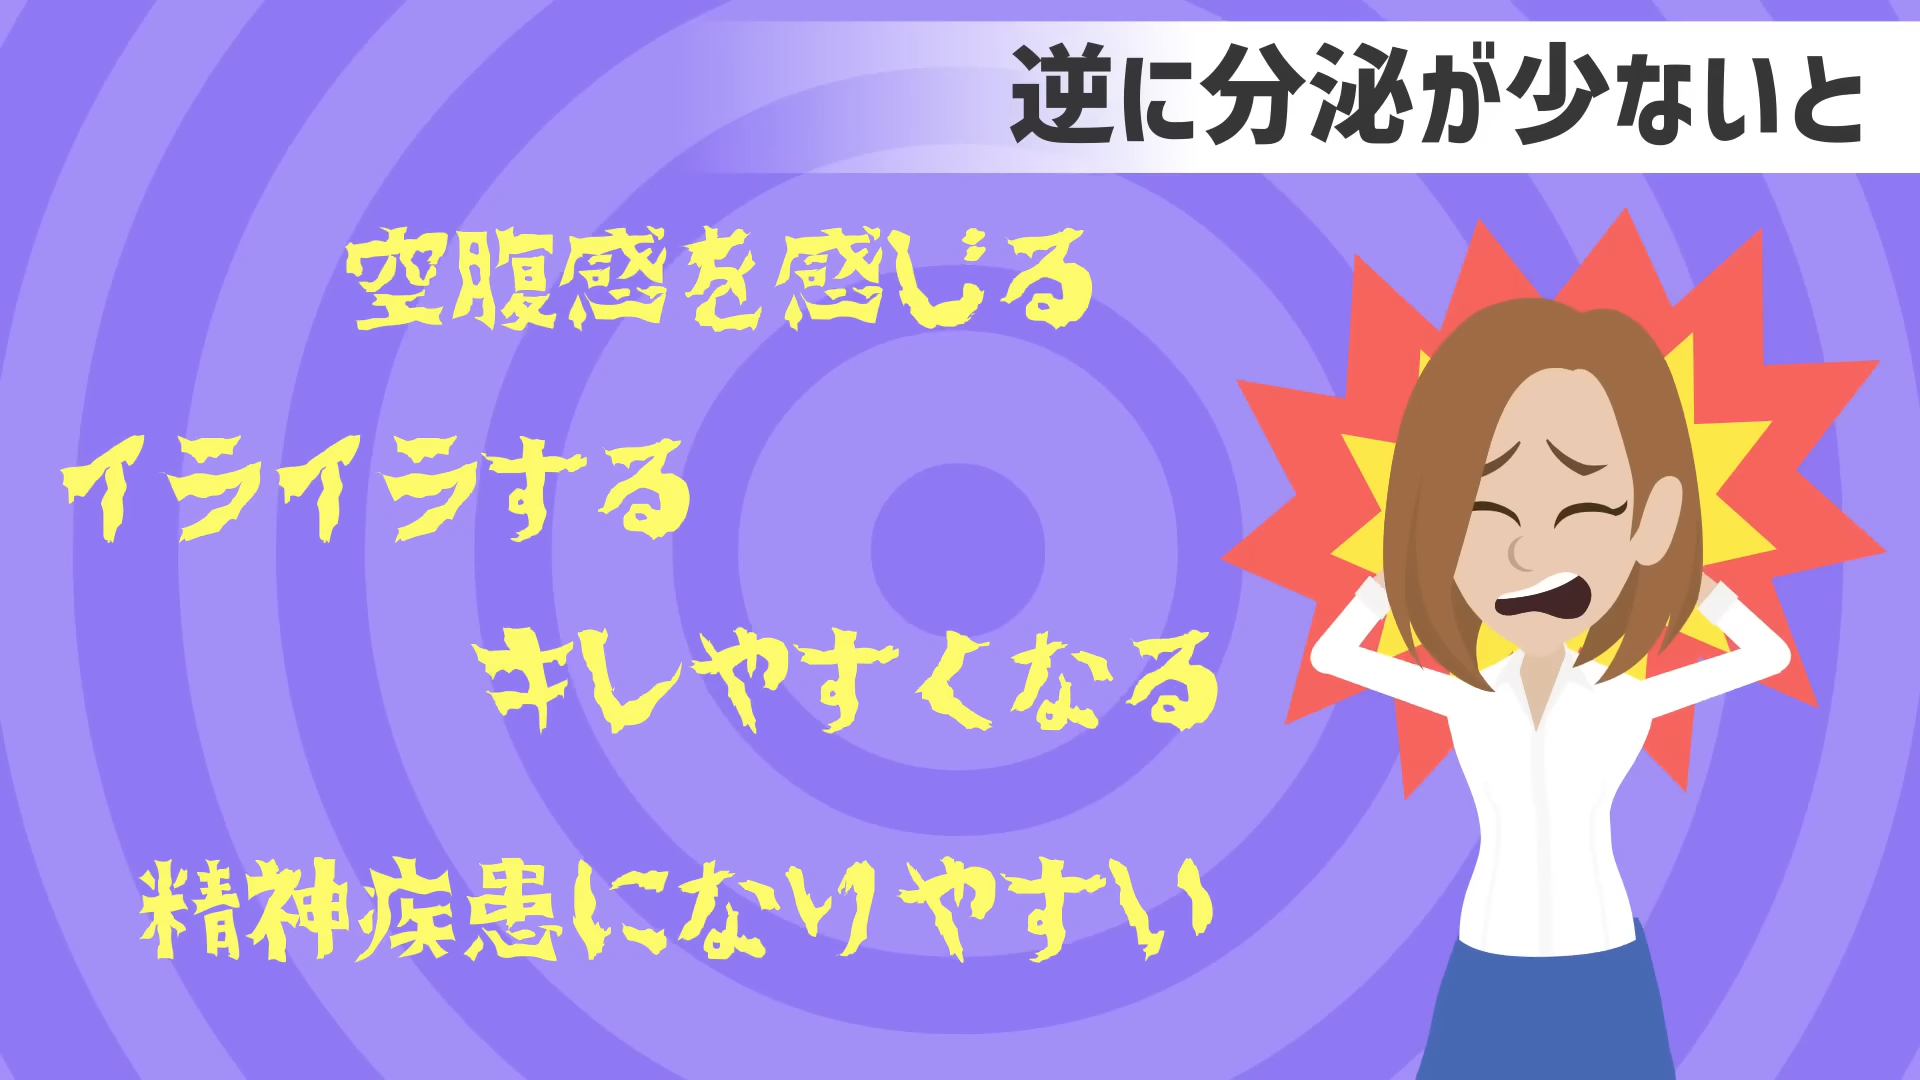 逆に分泌が少ないと
空腹感を感じる
イライラする
キレやすくなる
精神疾患になりやすい